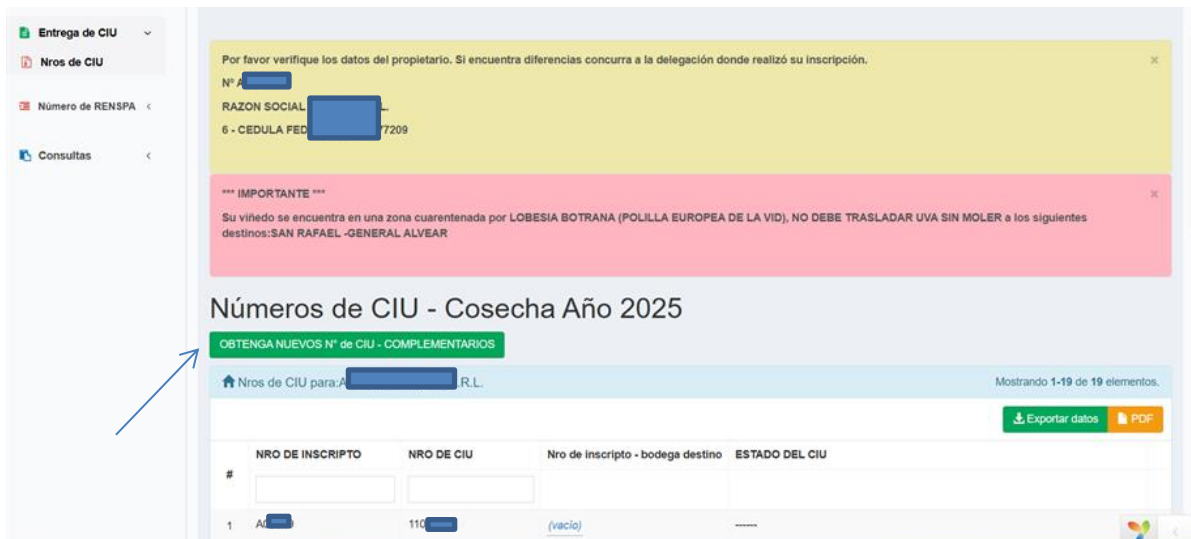 Entrega de CIU
Nros de CIU
Número de RENSPA
Consultas
Por favor verifique los datos del propietario. Si encuentra diferencias concurra a la delegación donde realizó su inscripción.
Nº A
RAZON SOCIAL L.
6 - CEDULA FED 77209
*** IMPORTANTE ***
Su viñedo se encuentra en una zona cuarentenada por LOBESIA BOTRANA (POLILLA EUROPEA DE LA VID), NO DEBE TRASLADAR UVA SIN MOLER a los siguientes
destinos:SAN RAFAEL -GENERAL ALVEAR
Números de CIU - Cosecha Año 2025
OBTENGA NUEVOS N° de CIU - COMPLEMENTARIOS
Nros de CIU para:A .R.L.
Mostrando 1-19 de 19 elementos.
Exportar datos
PDF
# NRO DE INSCRIPTO NRO DE CIU Nro de inscripto - bodega destino ESTADO DEL CIU
1 A0 110 (vacío) ------